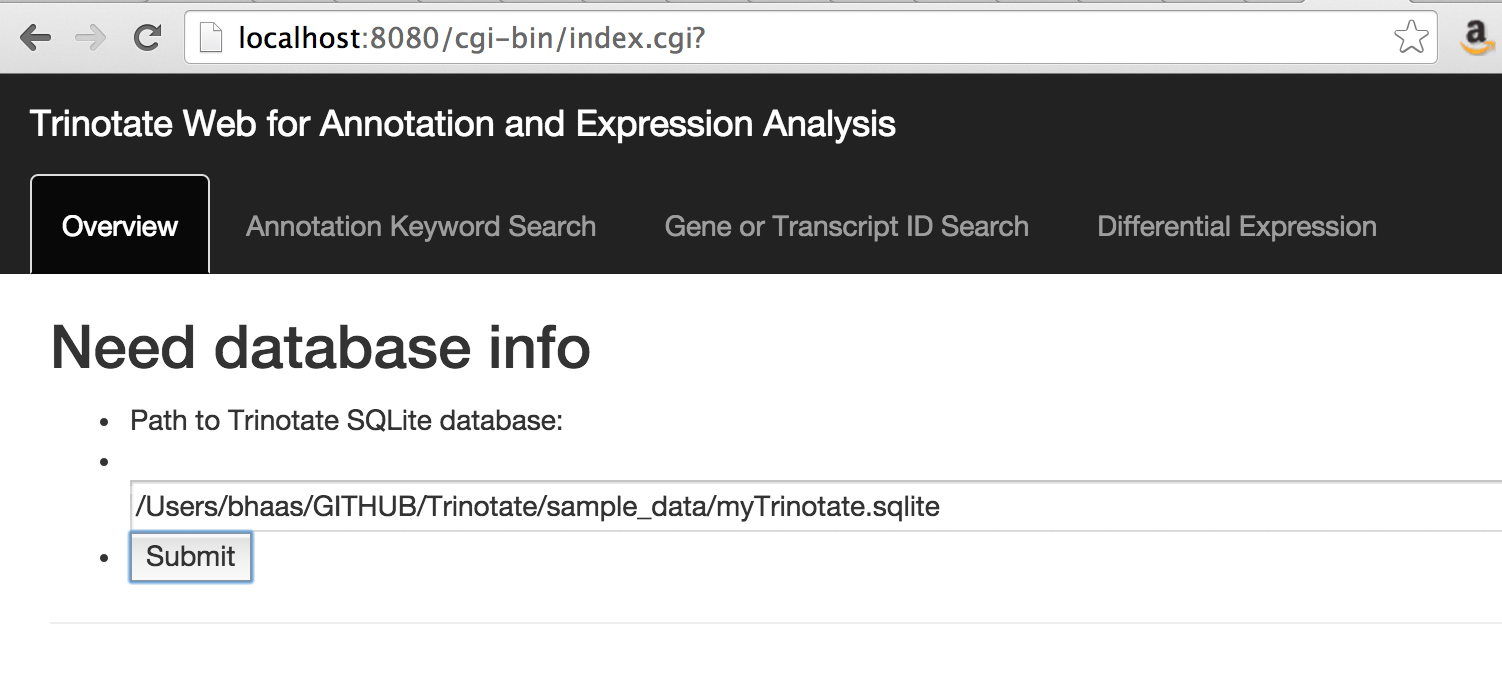 localhost:8080/cgi-bin/index.cgi?
a
Trinotate Web for Annotation and Expression Analysis
Overview Annotation Keyword Search Gene or Transcript ID Search Differential Expression
Need database info
• Path to Trinotate SQLite database:
•
/Users/bhaas/GITHUB/Trinotate/sample_data/myTrinotate.sqlite
• Submit